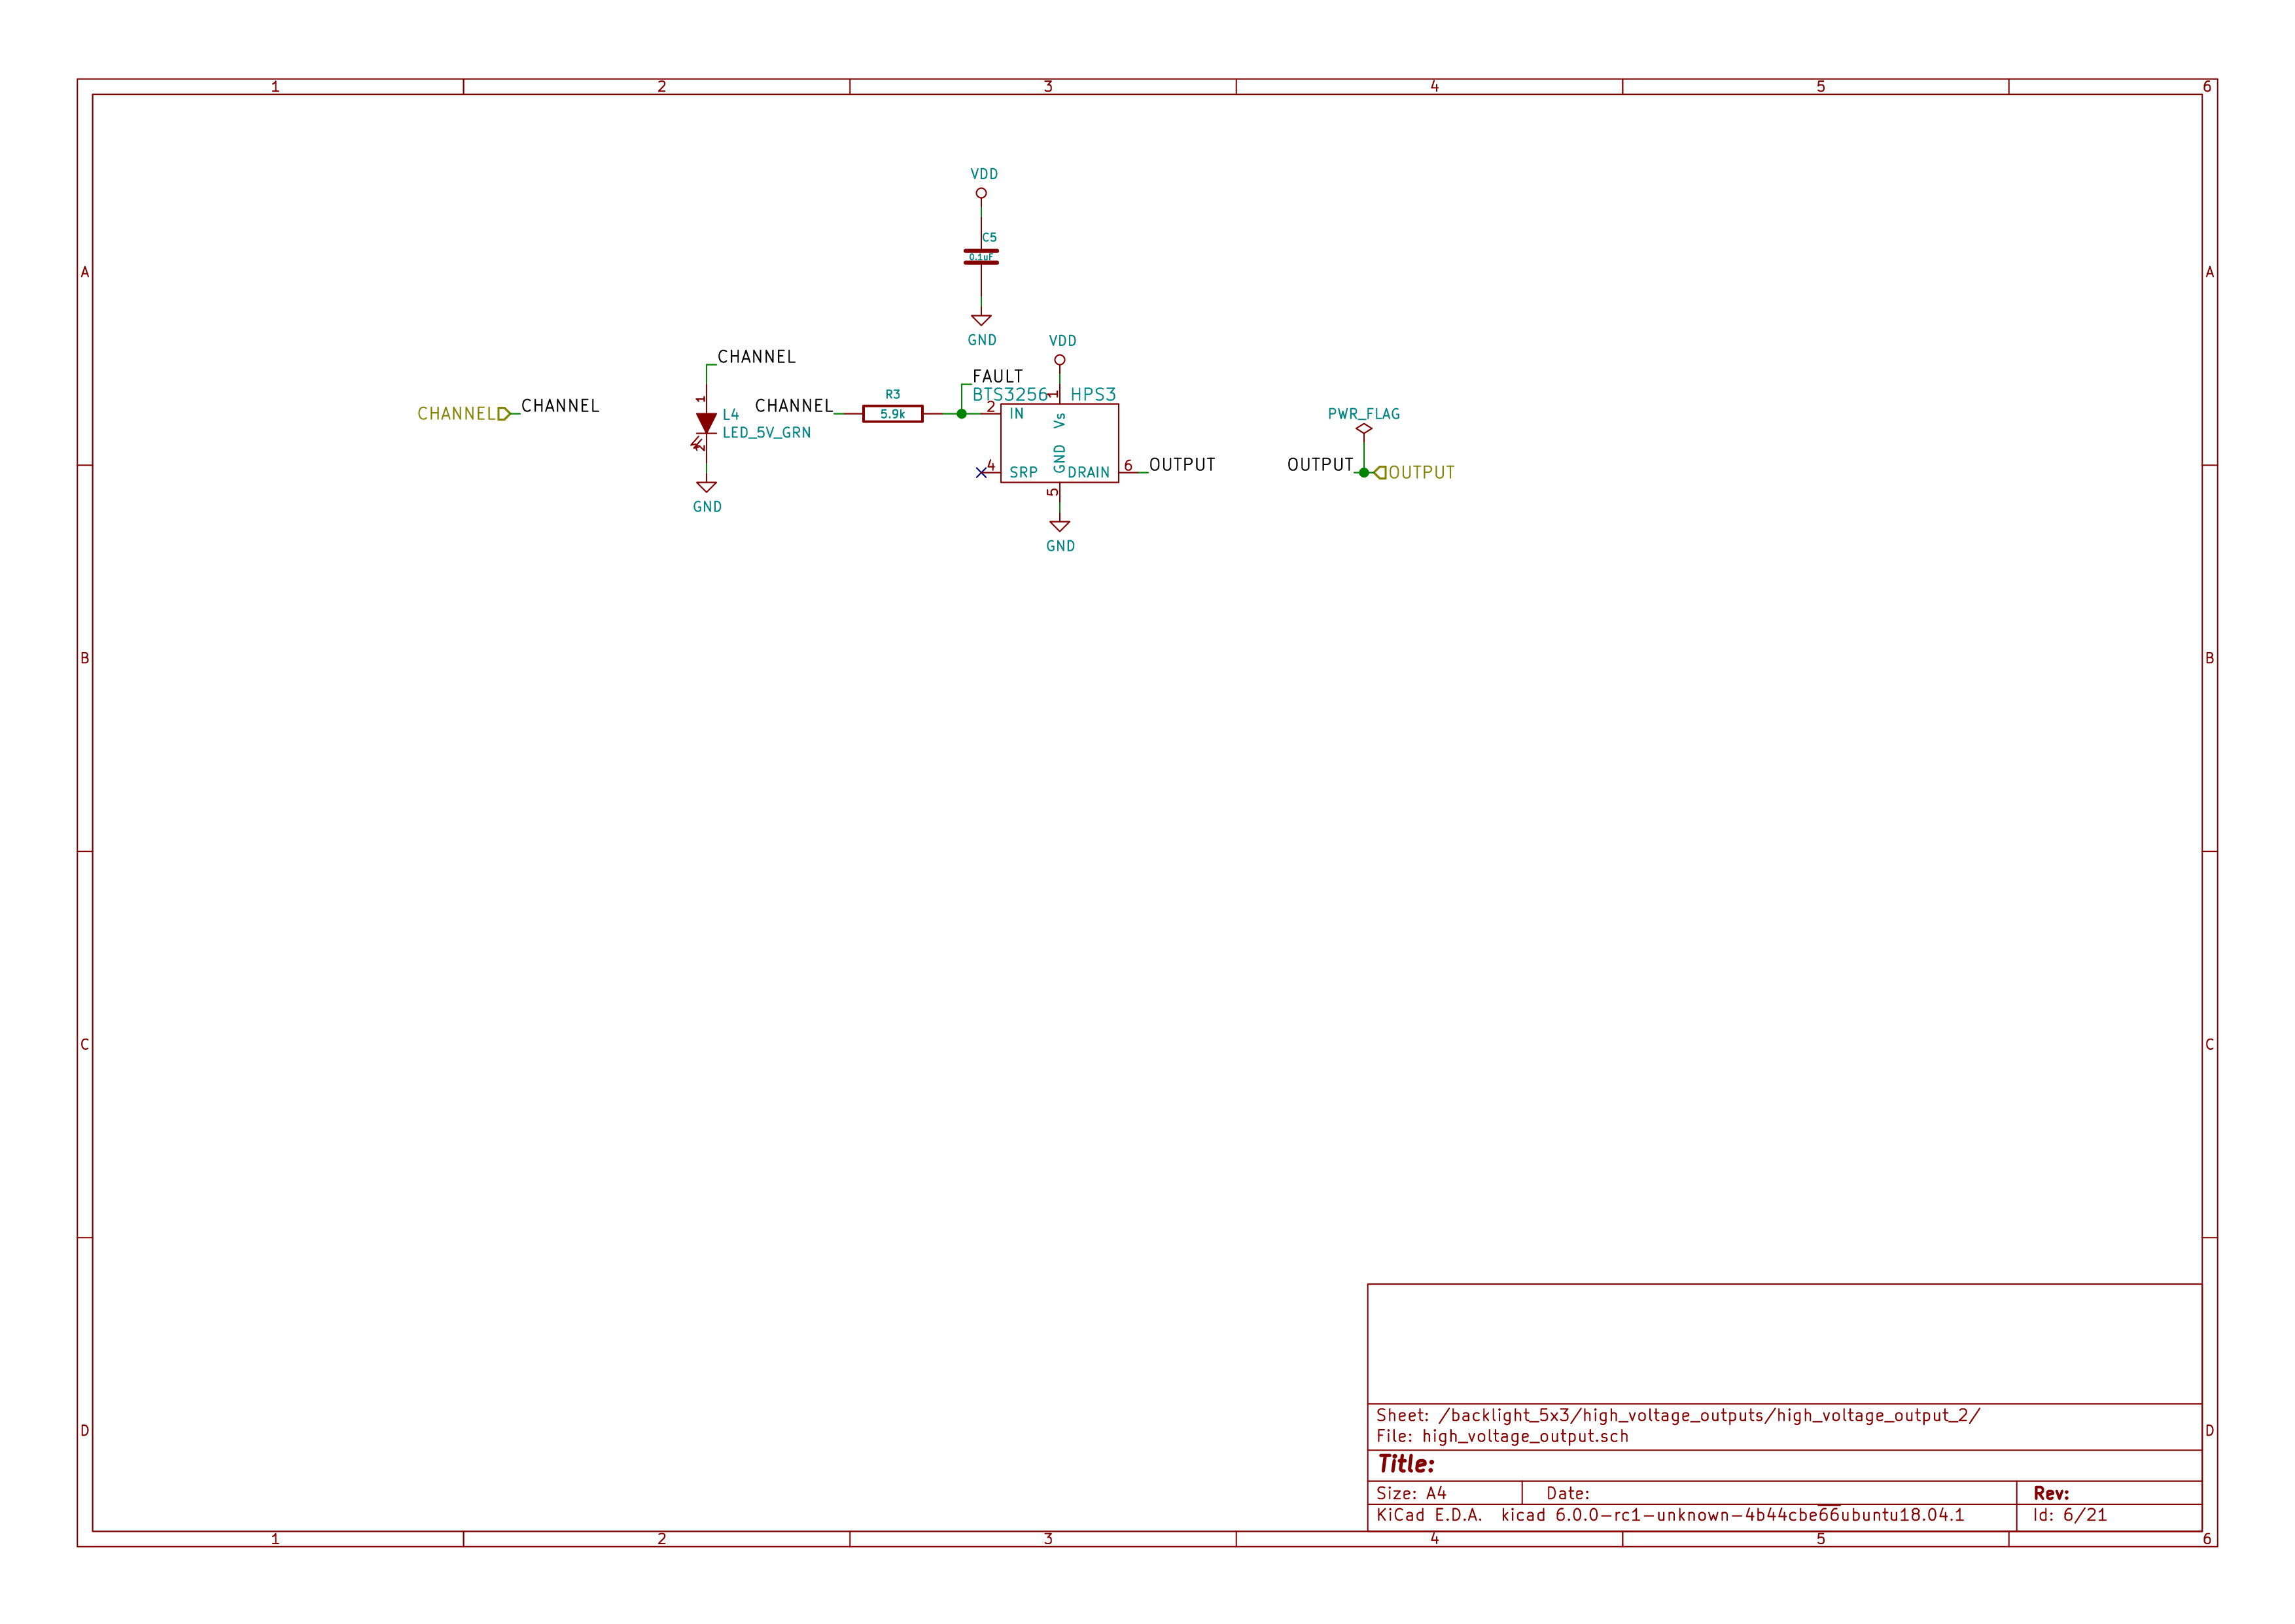 1 2 3 4 5 6
VDD
C5
0.1uF
GND
VDD
CHANNEL
FAULT
BTS3256 HPS3
1
CHANNEL CHANNEL
1
L4
LED_5V_GRN
2
GND
CHANNEL
R3
5.9k
2 IN
Vs
GND
4 SRP
DRAIN 6
OUTPUT
5
GND
PWR_FLAG
OUTPUT
OUTPUT
A A
B B
C C
D D
Sheet: /backlight_5x3/high_voltage_outputs/high_voltage_output_2/
File: high_voltage_output.sch
Title:
Size: A4 Date: Rev:
KiCad E.D.A. kicad 6.0.0-rc1-unknown-4b44cbe66ubuntu18.04.1 Id: 6/21
1 2 3 4 5 6